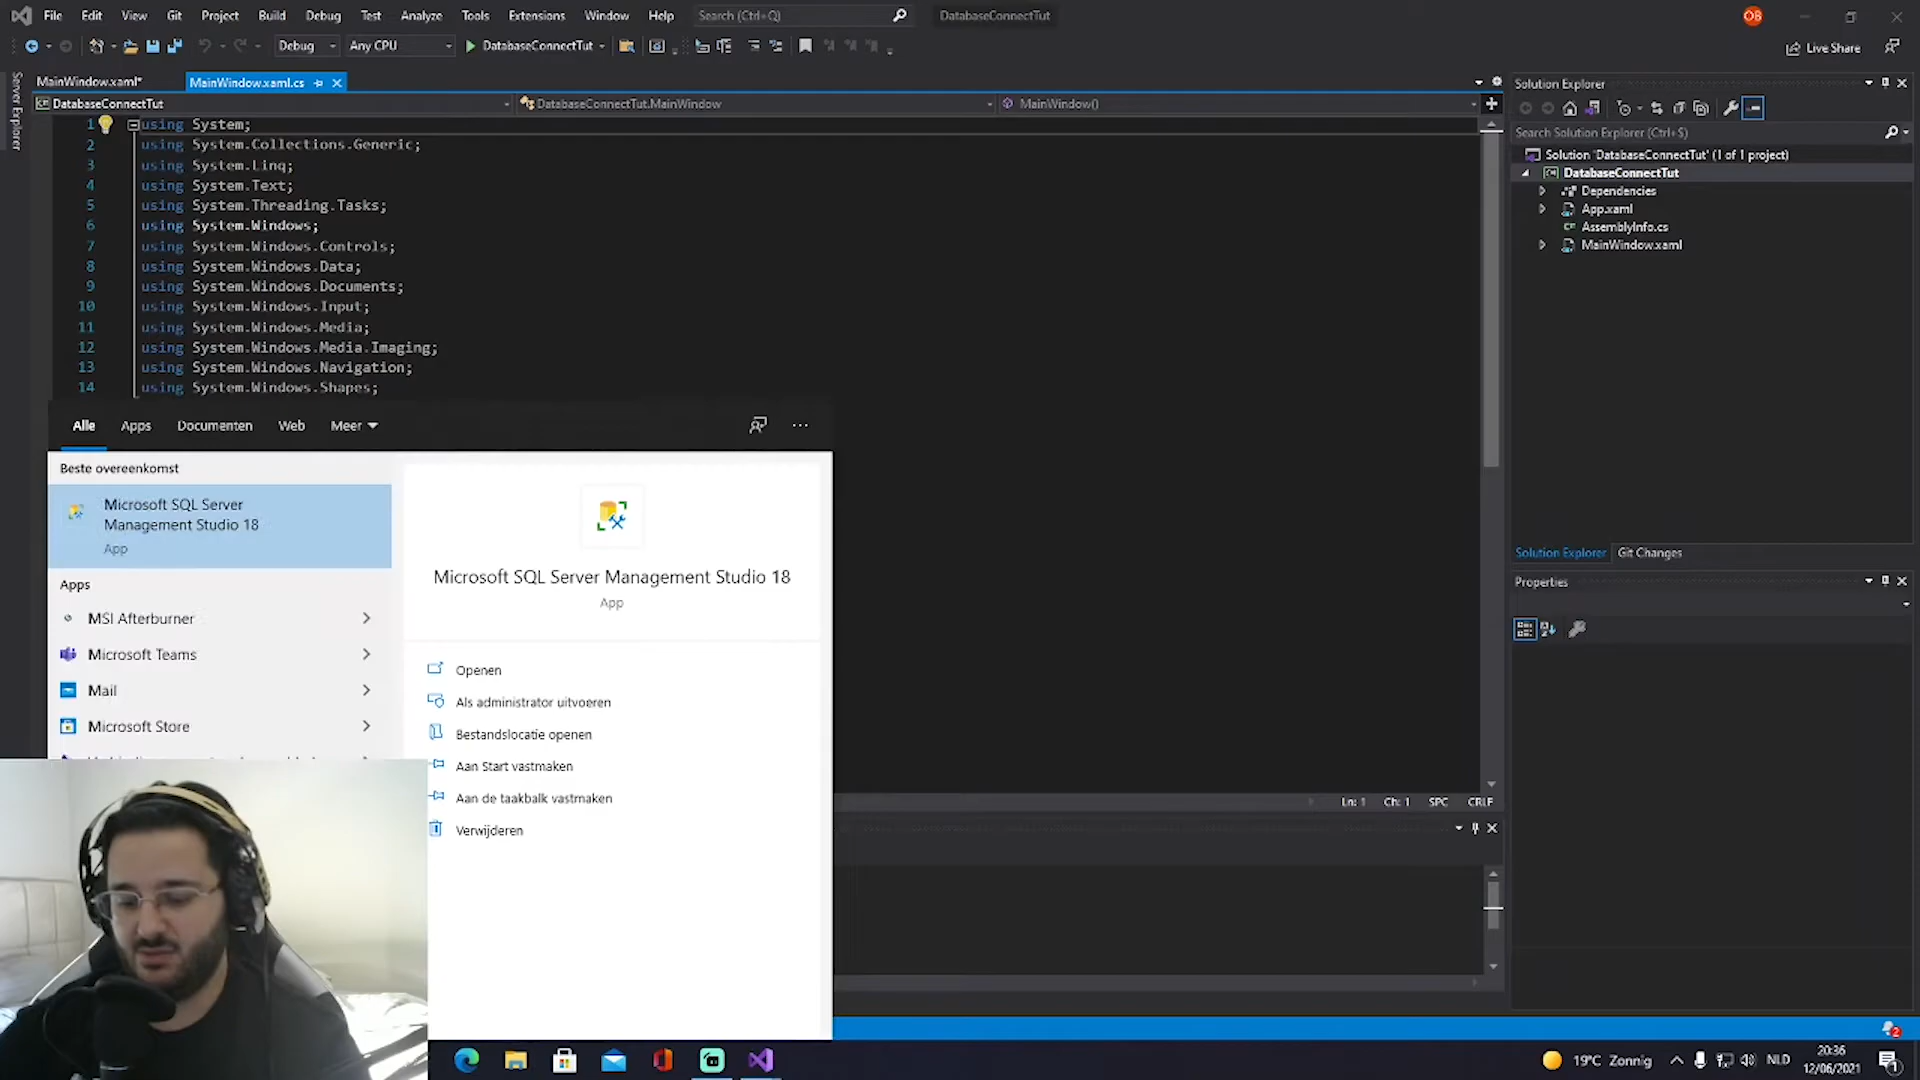 File Edit View Git Project Build Debug Test Analyze Tools Extensions Window Help Search (Ctrl+Q) DatabaseConnectTut OB
Debug Any CPU DatabaseConnectTut Live Share
Server Explorer
MainWindow.xaml* MainWindow.xaml.cs
DatabaseConnectTut DatabaseConnectTut.MainWindow MainWindow()
1 using System;
2 using System.Collections.Generic;
3 using System.Linq;
4 using System.Text;
5 using System.Threading.Tasks;
6 using System.Windows;
7 using System.Windows.Controls;
8 using System.Windows.Data;
9 using System.Windows.Documents;
10 using System.Windows.Input;
11 using System.Windows.Media;
12 using System.Windows.Media.Imaging;
13 using System.Windows.Navigation;
14 using System.Windows.Shapes;
Solution Explorer
Search Solution Explorer (Ctrl+$)
Solution 'DatabaseConnectTut' (1 of 1 project)
DatabaseConnectTut
Dependencies
App.xaml
AssemblyInfo.cs
MainWindow.xaml
Solution Explorer Git Changes
Properties
Alle Apps Documenten Web Meer
Beste overeenkomst
Microsoft SQL Server
Management Studio 18
App
Apps
MSI Afterburner
Microsoft Teams
Mail
Microsoft Store
Microsoft SQL Server Management Studio 18
App
Openen
Als administrator uitvoeren
Bestandslocatie openen
Aan Start vastmaken
Aan de taakbalk vastmaken
Verwijderen
Ln: 1 Ch: 1 SPC CRLF
2
19°C Zonnig NLD 20:36
12/06/2021 1